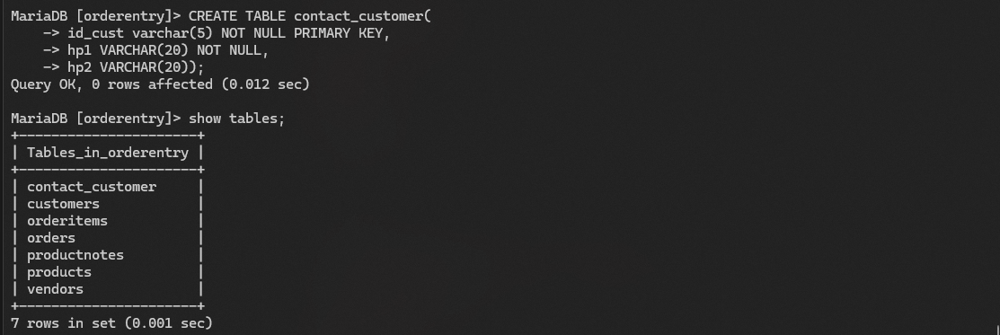 MariaDB [orderentry]> CREATE TABLE contact_customer(
    -> id_cust varchar(5) NOT NULL PRIMARY KEY,
    -> hp1 VARCHAR(20) NOT NULL,
    -> hp2 VARCHAR(20));
Query OK, 0 rows affected (0.012 sec)

MariaDB [orderentry]> show tables;
+----------------------+
| Tables_in_orderentry |
+----------------------+
| contact_customer     |
| customers            |
| orderitems           |
| orders               |
| productnotes         |
| products             |
| vendors              |
+----------------------+
7 rows in set (0.001 sec)